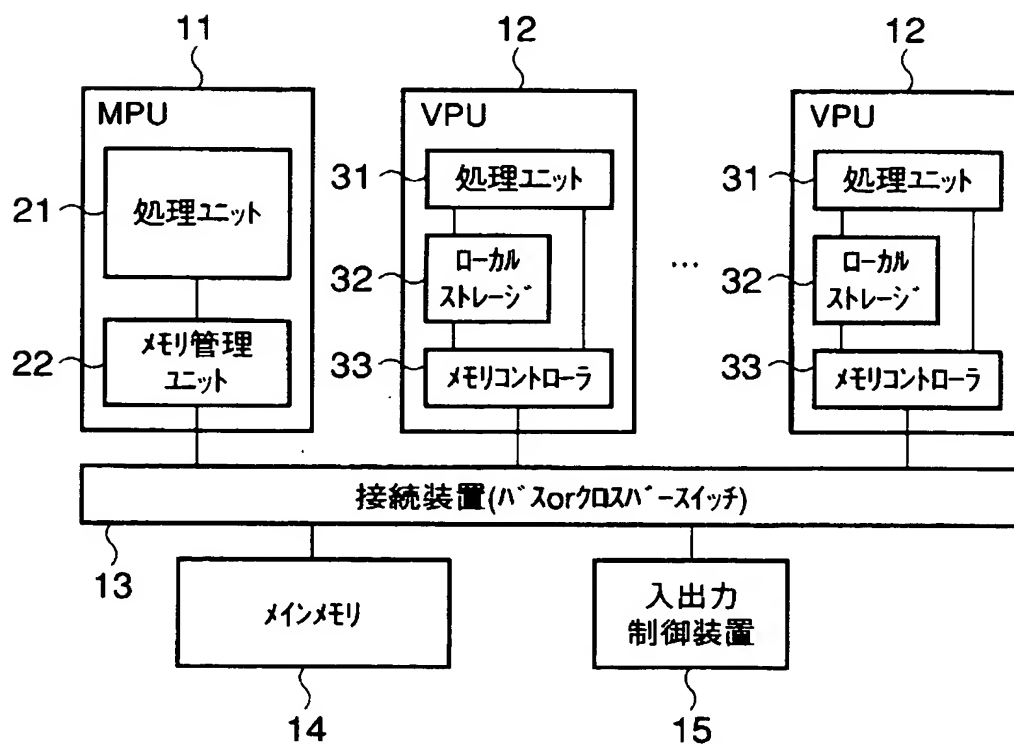 11
12
12
MPU
VPU
VPU
21
処理ユニット
31
処理ユニット
31
処理ユニット
32
ローカル
ストレージ
…
32
ローカル
ストレージ
22
メモリ管理
ユニット
33
メモリコントローラ
33
メモリコントローラ
接続装置(バスorクロスバースイッチ)
13
メインメモリ
入出力
制御装置
14
15